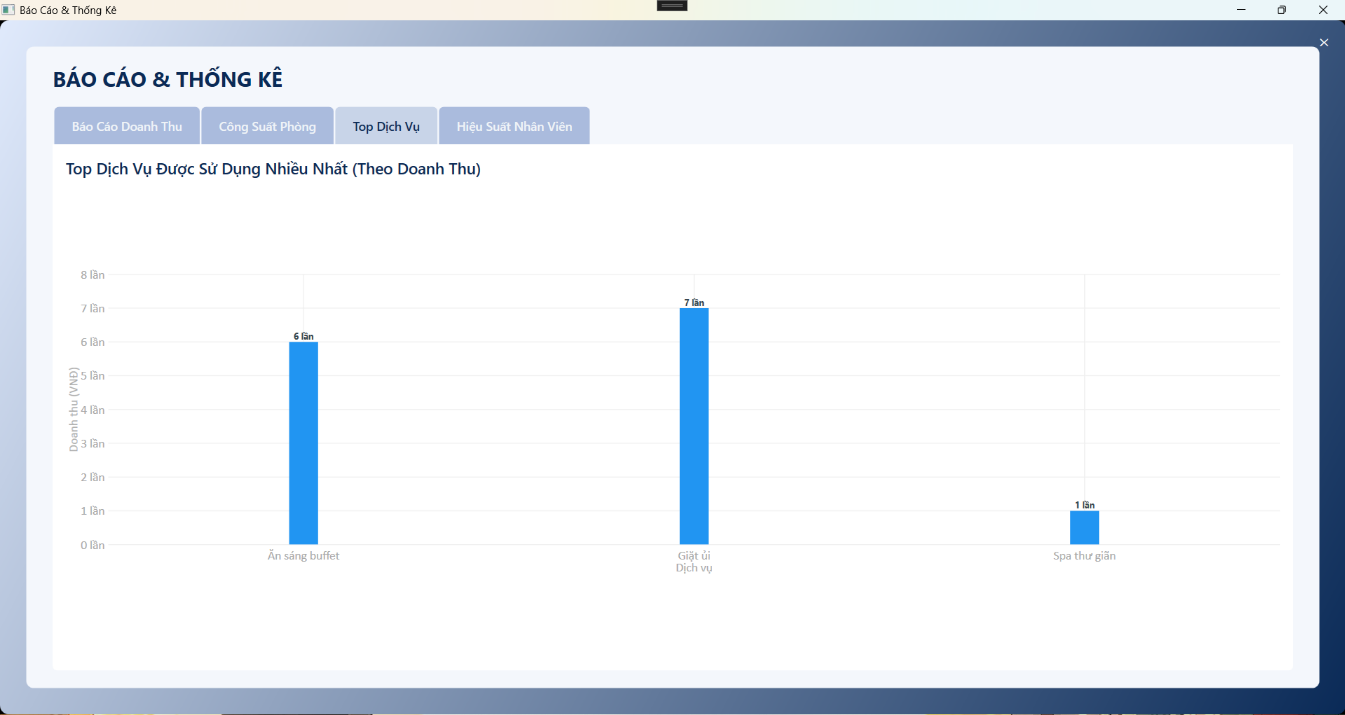 Báo Cáo & Thống Kê
BÁO CÁO & THỐNG KÊ
Báo Cáo Doanh Thu
Công Suất Phòng
Top Dịch Vụ
Hiệu Suất Nhân Viên
Top Dịch Vụ Được Sử Dụng Nhiều Nhất (Theo Doanh Thu)
Doanh thu (VNĐ)
8 lần
7 lần
6 lần
5 lần
4 lần
3 lần
2 lần
1 lần
0 lần
6 lần
7 lần
1 lần
Ăn sáng buffet
Giặt ủi
Spa thư giãn
Dịch vụ